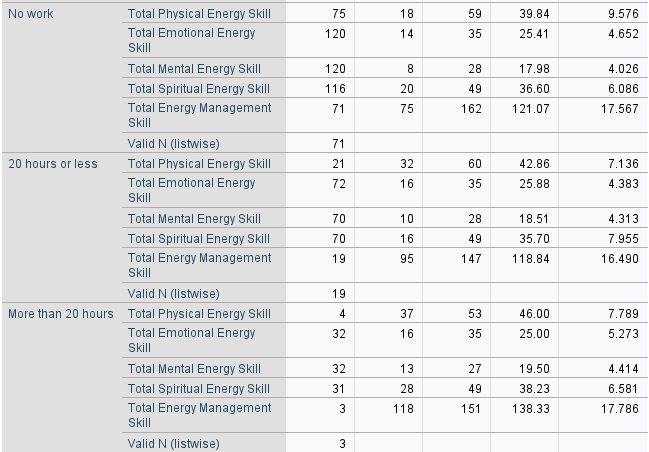 No work Total Physical Energy Skill 75 18 59 39.84 9.576
Total Emotional Energy Skill 120 14 35 25.41 4.652
Total Mental Energy Skill 120 8 28 17.98 4.026
Total Spiritual Energy Skill 116 20 49 36.60 6.086
Total Energy Management Skill 71 75 162 121.07 17.567
Valid N (listwise) 71
20 hours or less Total Physical Energy Skill 21 32 60 42.86 7.136
Total Emotional Energy Skill 72 16 35 25.88 4.383
Total Mental Energy Skill 70 10 28 18.51 4.313
Total Spiritual Energy Skill 70 16 49 35.70 7.955
Total Energy Management Skill 19 95 147 118.84 16.490
Valid N (listwise) 19
More than 20 hours Total Physical Energy Skill 4 37 53 46.00 7.789
Total Emotional Energy Skill 32 16 35 25.00 5.273
Total Mental Energy Skill 32 13 27 19.50 4.414
Total Spiritual Energy Skill 31 28 49 38.23 6.581
Total Energy Management Skill 3 118 151 138.33 17.786
Valid N (listwise) 3